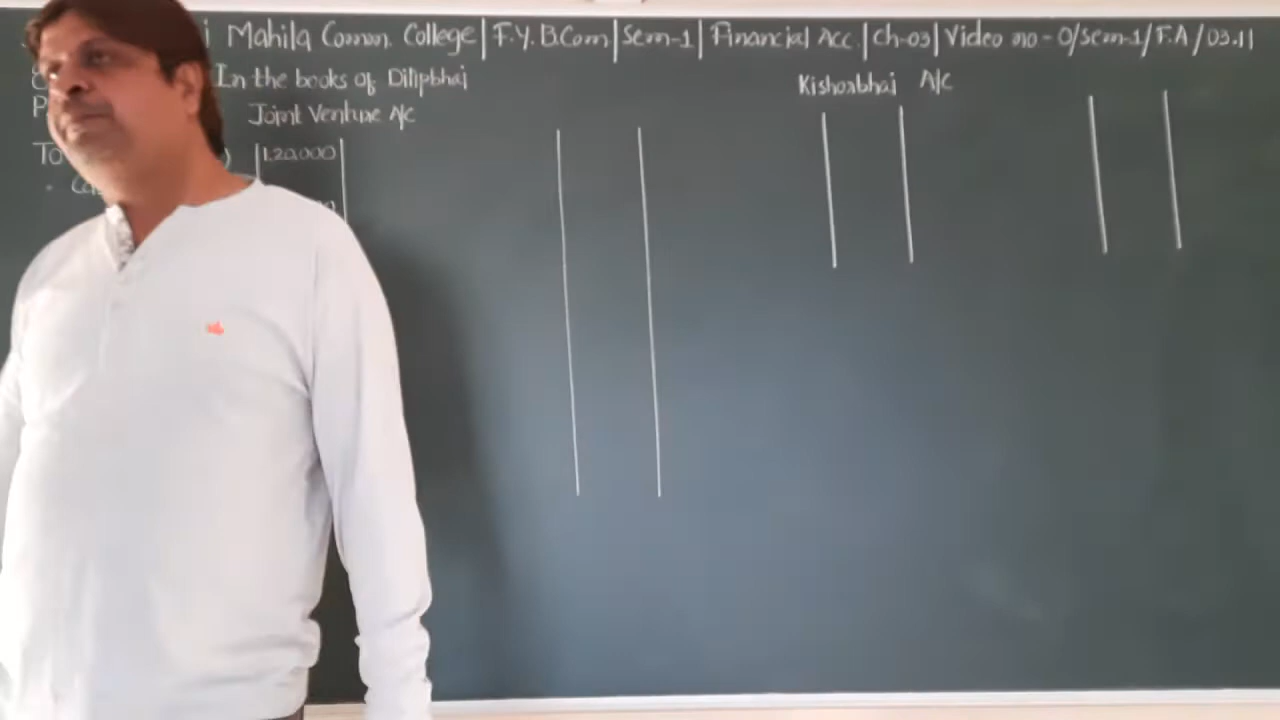 i Mahila Comm. College | F.Y. B.Com | Sem-1 | Financial Acc. | Ch-03 | Video no - 0/Sem-1/F.A/03.11
In the books of Dilipbhai
Kishorbhai A/C
P
Joint Venture A/C
To ) 1,20,000